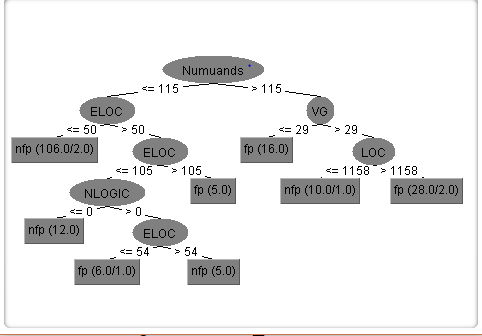 Numuands
<= 115 > 115
ELOC VG
<= 50 > 50 <= 29 > 29
nfp (106.0/2.0) ELOC fp (16.0) LOC
<= 105 > 105 <= 1158 > 1158
NLOGIC fp (5.0) nfp (10.0/1.0) fp (28.0/2.0)
<= 0 > 0
nfp (12.0) ELOC
<= 54 > 54
fp (6.0/1.0) nfp (5.0)